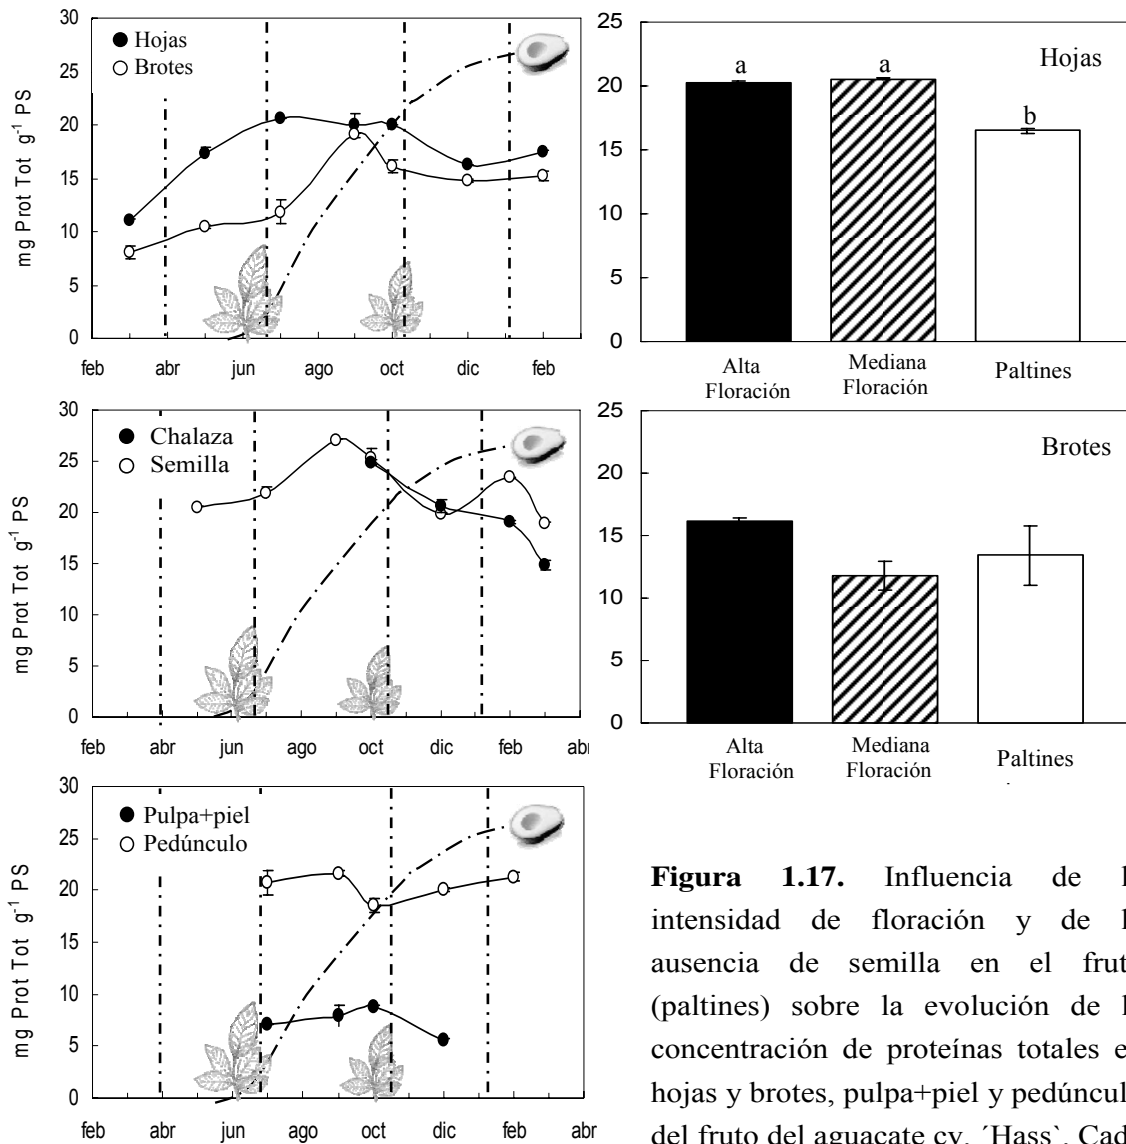 30
25
20
15
10
5
0
mg Prot Tot g⁻¹ PS
Hojas
Brotes
feb abr jun ago oct dic feb
25
20
15
10
5
0
Hojas
a a b
Alta Floración
Mediana Floración
Paltines
30
25
20
15
10
5
0
mg Prot Tot g⁻¹ PS
Chalaza
Semilla
feb abr jun ago oct dic feb abr
25
20
15
10
5
0
Brotes
Alta Floración
Mediana Floración
Paltines
30
25
20
15
10
5
0
mg Prot Tot g⁻¹ PS
Pulpa+piel
Pedúnculo
feb abr jun ago oct dic feb abr
Figura 1.17. Influencia de l
intensidad de floración y de l
ausencia de semilla en el frut
(paltines) sobre la evolución de l
concentración de proteínas totales e
hojas y brotes, pulpa+piel y pedúncul
del fruto del aguacate cv. ´Hass`. Cad